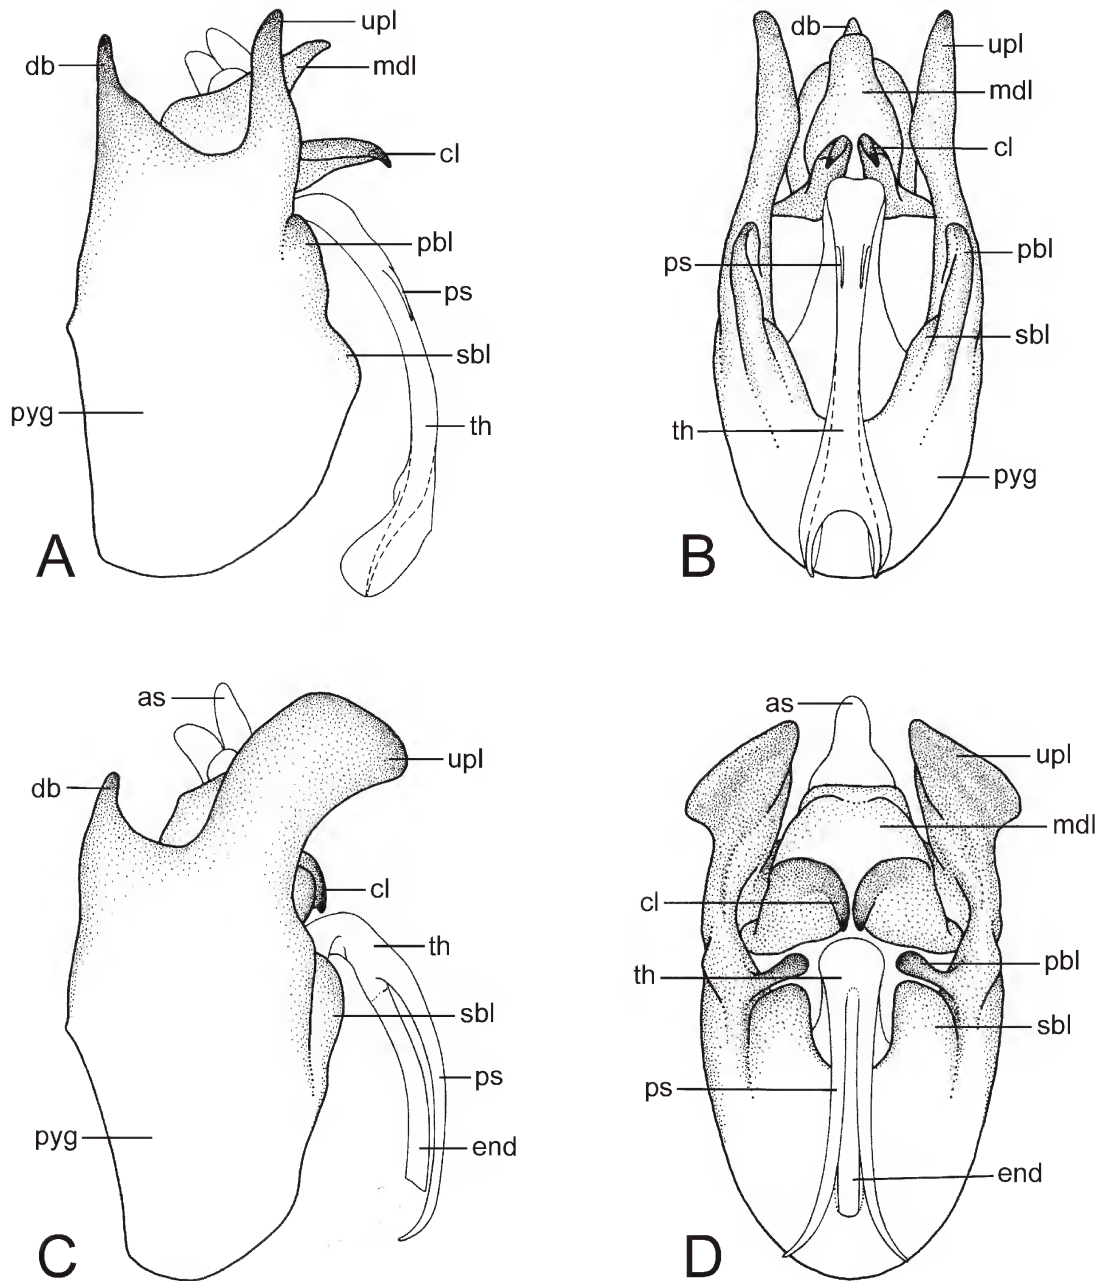 upl
db
mdl
cl
pbl
ps
sbl
pyg
th
A
db
upl
mdl
cl
ps
pbl
sbl
th
pyg
B
as
db
upl
cl
th
sbl
ps
pyg
end
C
as
upl
mdl
cl
pbl
th
sbl
ps
end
D